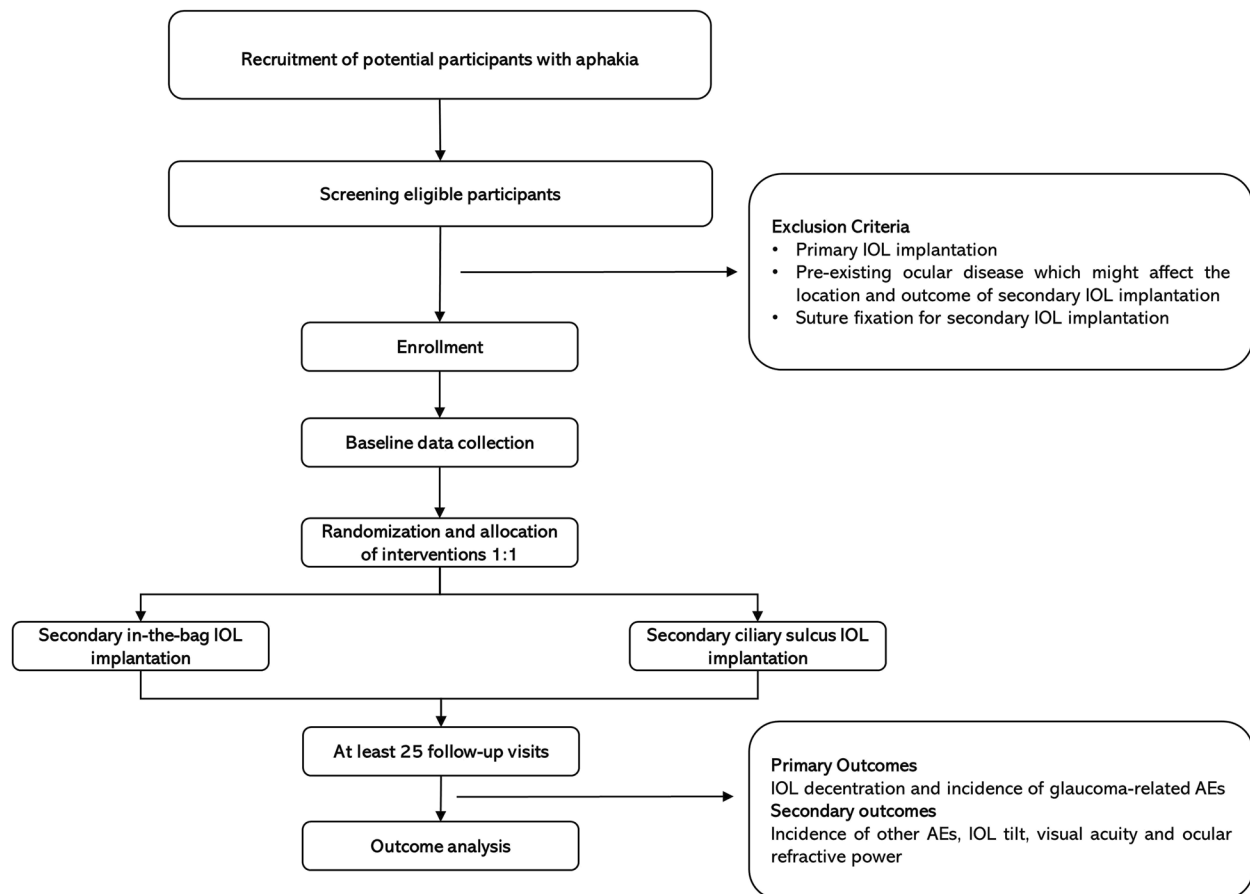 Recruitment of potential participants with aphakia
Screening eligible participants
Exclusion Criteria
• Primary IOL implantation
• Pre-existing ocular disease which might affect the
location and outcome of secondary IOL implantation
• Suture fixation for secondary IOL implantation
Enrollment
Baseline data collection
Randomization and allocation
of interventions 1:1
Secondary in-the-bag IOL
implantation
Secondary ciliary sulcus IOL
implantation
At least 25 follow-up visits
Primary Outcomes
IOL decentration and incidence of glaucoma-related AEs
Secondary outcomes
Incidence of other AEs, IOL tilt, visual acuity and ocular
refractive power
Outcome analysis